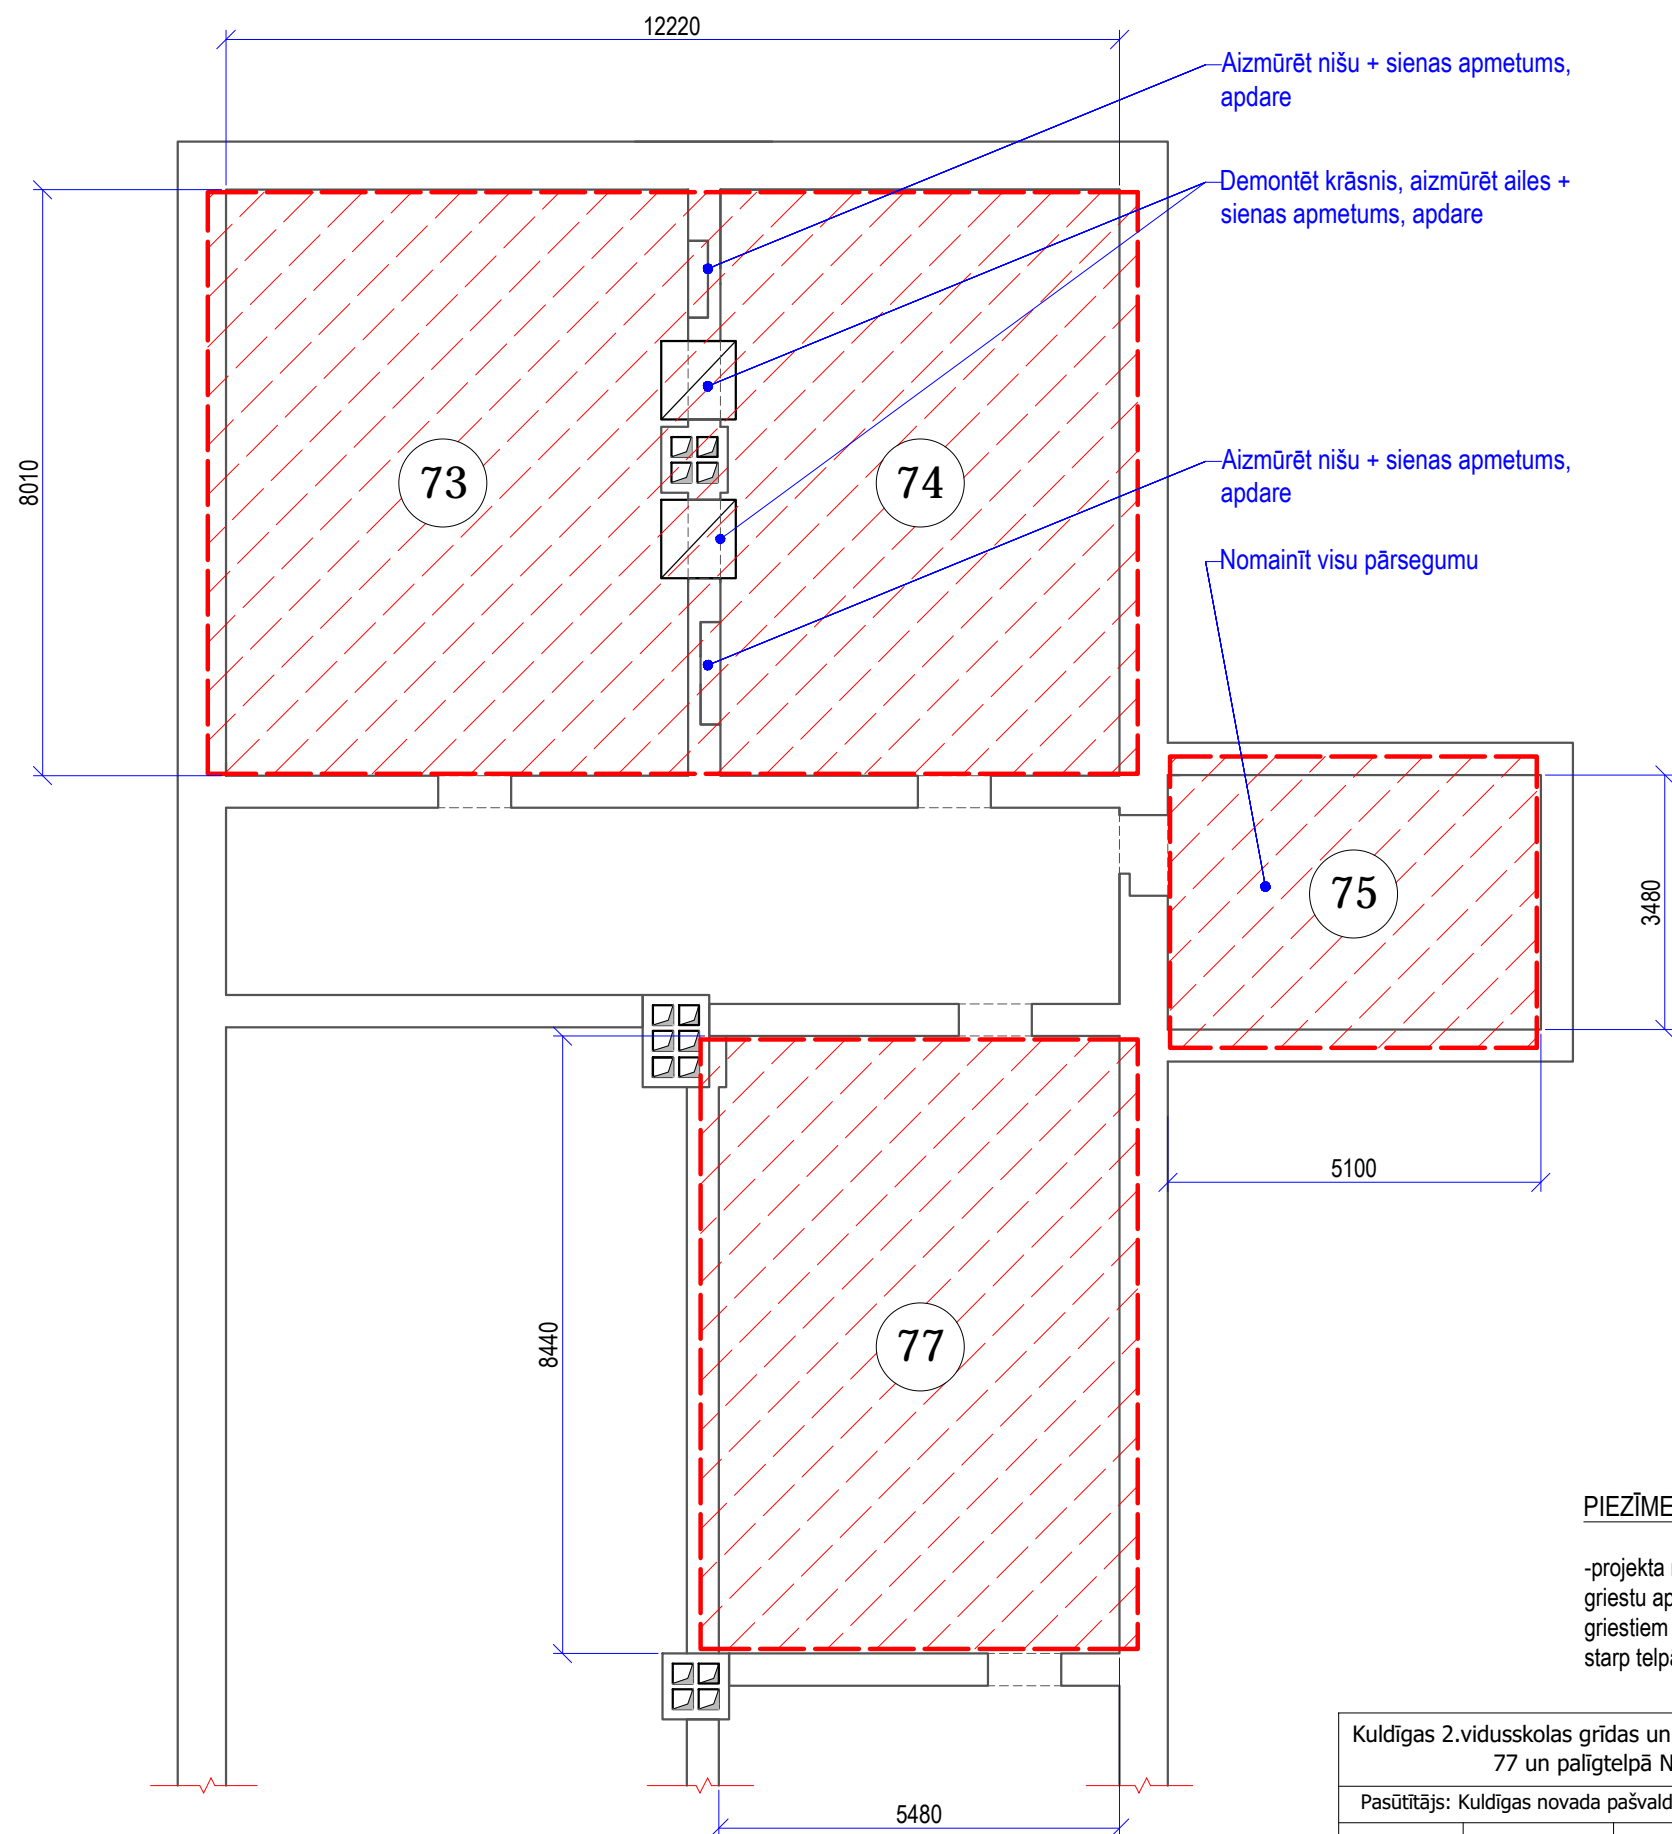 12220
Aizmūrēt nišu + sienas apmetums,
apdare
Demontēt krāsnis, aizmūrēt ailes +
sienas apmetums, apdare
8010
73
74
Aizmūrēt nišu + sienas apmetums,
apdare
Nomainīt visu pārsegumu
75
3480
5100
8440
77
PIEZĪME
-projekta
griestu ap
griestiem
starp telpa
Kuldīgas 2.vidusskolas grīdas un
77 un palīgtelpā N
Pasūtītājs: Kuldīgas novada pašvald
5480